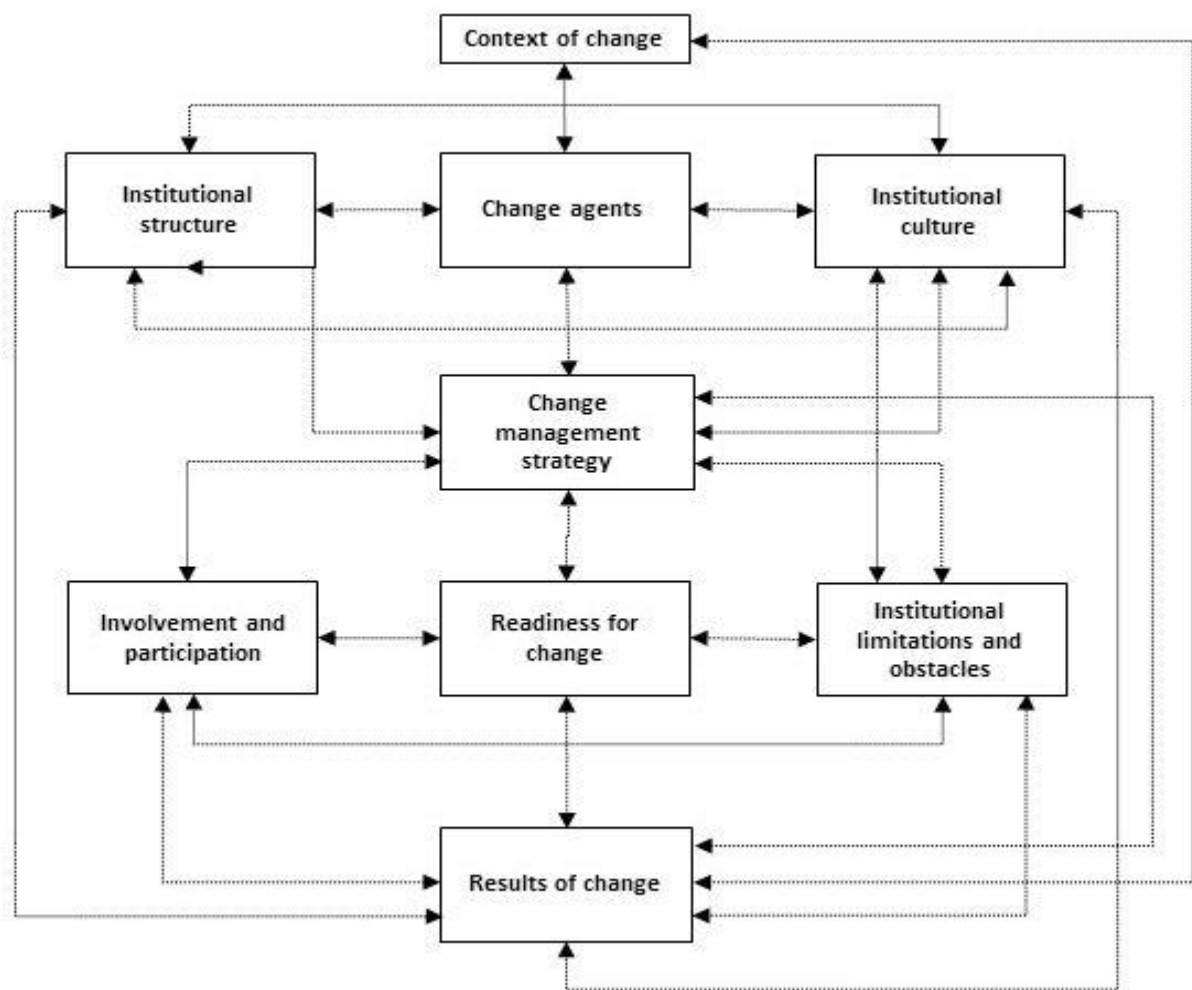 Context of change
Institutional
structure
Change agents
Institutional
culture
Change
management
strategy
Involvement and
participation
Readiness for
change
Institutional
limitations and
obstacles
Results of change